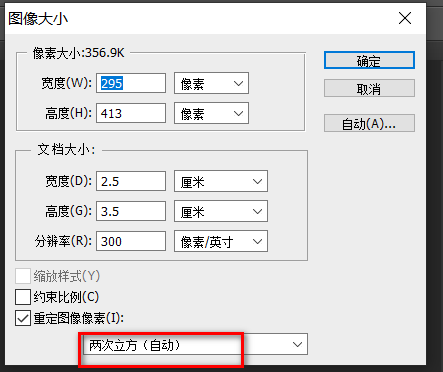 图像大小
像素大小:356.9K
宽度(W): 295 像素
高度(H): 413 像素
确定
取消
自动(A)...
文档大小:
宽度(D): 2.5 厘米
高度(G): 3.5 厘米
分辨率(R): 300 像素/英寸
缩放样式(Y)
约束比例(C)
重定图像像素(I):
两次立方（自动）